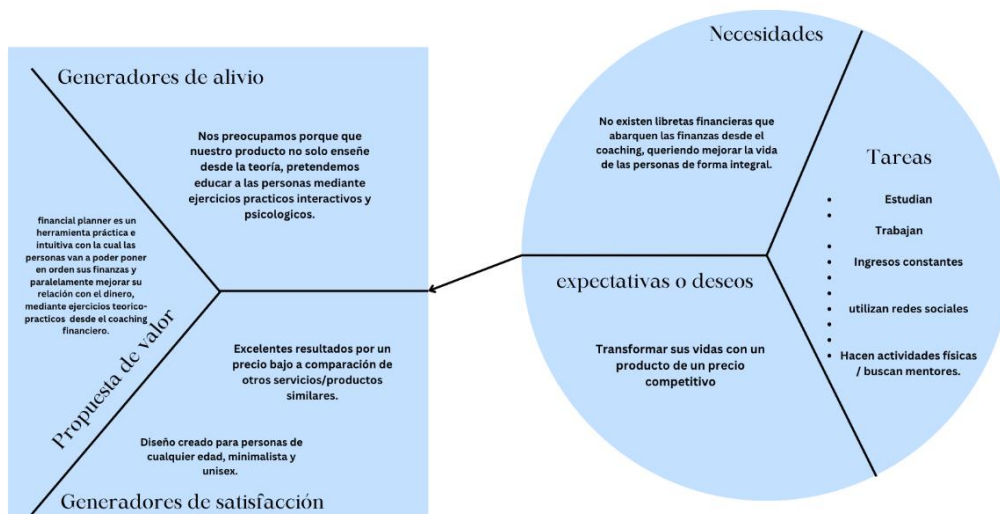 Generadores de alivio
Nos preocupamos porque que
nuestro producto no solo enseñe
desde la teoría, pretendemos
educar a las personas mediante
ejercicios practicos interactivos y
psicologicos.
financial planner es un
herramienta práctica e
intuitiva con la cual las
personas van a poder poner
en orden sus finanzas y
paralelamente mejorar su
relación con el dinero,
mediante ejercicios teorico-
practicos desde el coaching
financiero.
Propuesta de valor
Excelentes resultados por un
precio bajo a comparación de
otros servicios/productos
similares.
Diseño creado para personas de
cualquier edad, minimalista y
unisex.
Generadores de satisfacción
Necesidades
No existen libretas financieras que
abarquen las finanzas desde el
coaching, queriendo mejorar la vida
de las personas de forma integral.
expectativas o deseos
Transformar sus vidas con un
producto de un precio
competitivo
Tareas
Estudian
Trabajan
Ingresos constantes
utilizan redes sociales
Hacen actividades físicas
/ buscan mentores.